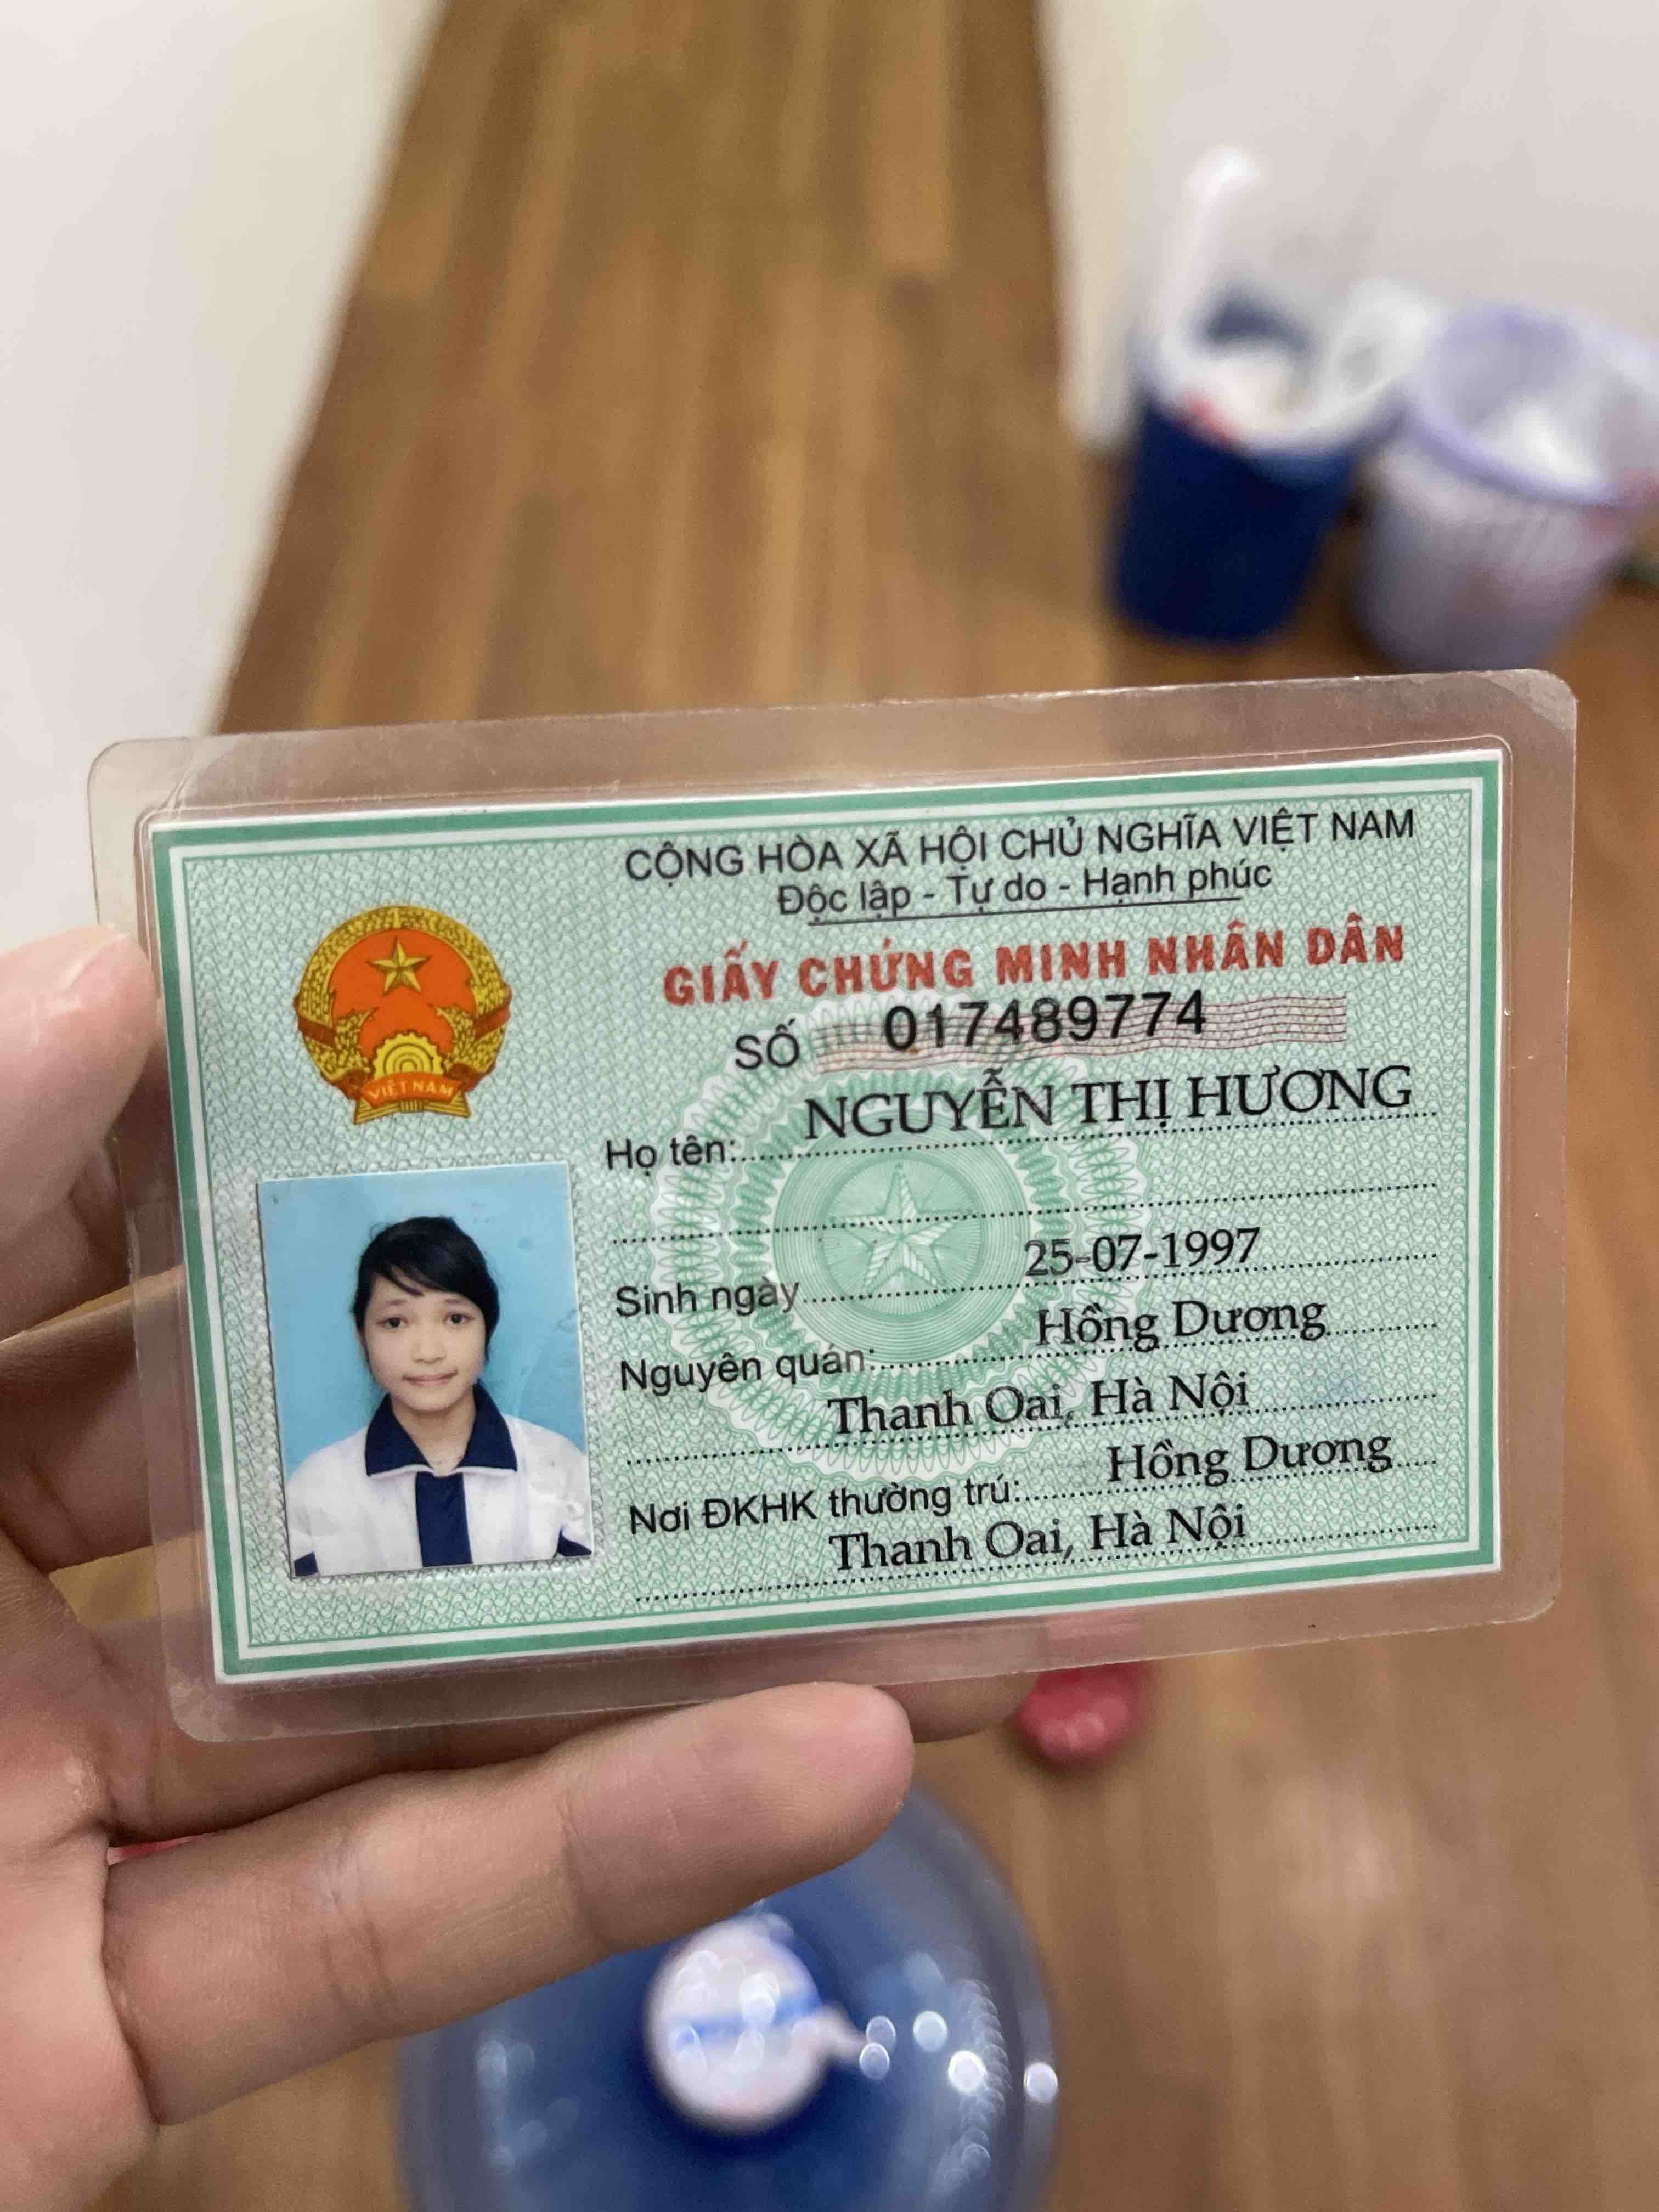 CỘNG HÒA XÃ HỘI CHỦ NGHĨA VIỆT NAM
Độc lập - Tự do - Hạnh phúc
GIẤY CHỨNG MINH NHÂN DÂN
SỐ 017489774
VIỆT NAM
Họ tên: NGUYỄN THỊ HƯƠNG
Sinh ngày 25-07-1997
Nguyên quán: Hồng Dương
Thanh Oai, Hà Nội
Nơi ĐKHK thường trú: Hồng Dương
Thanh Oai, Hà Nội